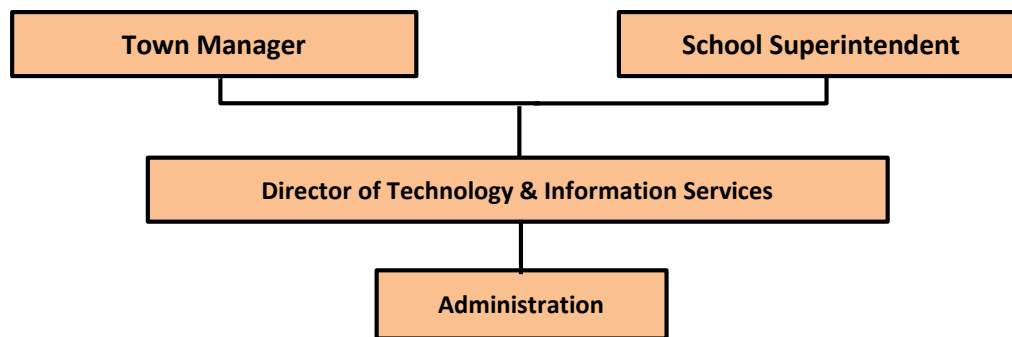 Town Manager
School Superintendent
Director of Technology & Information Services
Administration